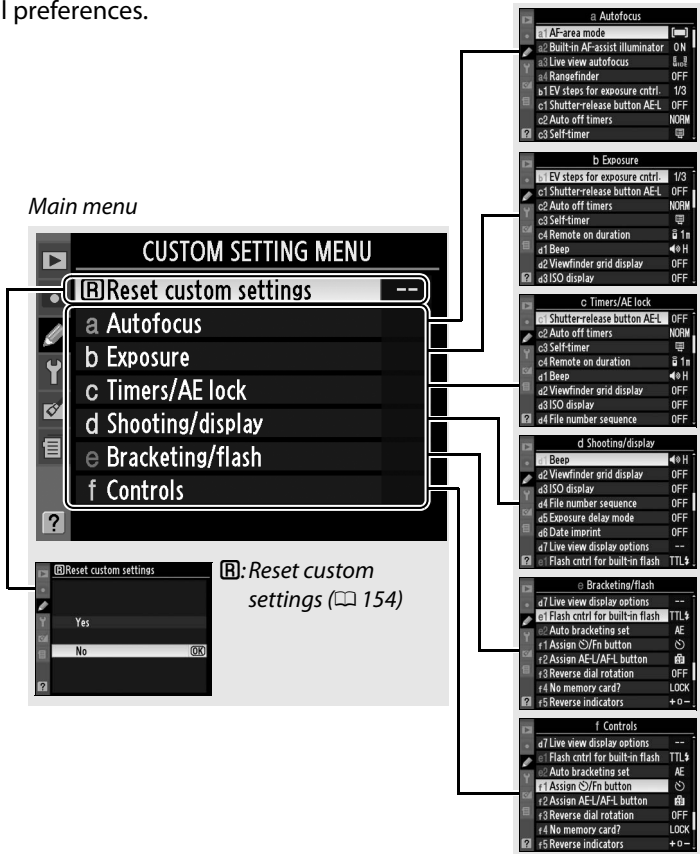 l preferences.
Main menu
CUSTOM SETTING MENU
R Reset custom settings --
a Autofocus
b Exposure
c Timers/AE lock
d Shooting/display
e Bracketing/flash
f Controls
?
R Reset custom settings
Yes
No OK
?
R: Reset custom
settings (154)
a Autofocus
a1 AF-area mode
a2 Built-in AF-assist illuminator ON
a3 Live view autofocus WIDE
a4 Rangefinder OFF
b1 EV steps for exposure cntrl. 1/3
c1 Shutter-release button AE-L OFF
c2 Auto off timers NORM
? c3 Self-timer
b Exposure
b1 EV steps for exposure cntrl. 1/3
c1 Shutter-release button AE-L OFF
c2 Auto off timers NORM
c3 Self-timer
c4 Remote on duration 1m
d1 Beep H
d2 Viewfinder grid display OFF
? d3 ISO display OFF
c Timers/AE lock
c1 Shutter-release button AE-L OFF
c2 Auto off timers NORM
c3 Self-timer
c4 Remote on duration 1m
d1 Beep H
d2 Viewfinder grid display OFF
d3 ISO display OFF
? d4 File number sequence OFF
d Shooting/display
d1 Beep H
d2 Viewfinder grid display OFF
d3 ISO display OFF
d4 File number sequence OFF
d5 Exposure delay mode OFF
d6 Date imprint OFF
d7 Live view display options --
? e1 Flash cntrl for built-in flash TTL
e Bracketing/flash
d7 Live view display options --
e1 Flash cntrl for built-in flash TTL
e2 Auto bracketing set AE
f1 Assign /Fn button
f2 Assign AE-L/AF-L button
f3 Reverse dial rotation OFF
f4 No memory card? LOCK
? f5 Reverse indicators +0-
f Controls
d7 Live view display options --
e1 Flash cntrl for built-in flash TTL
e2 Auto bracketing set AE
f1 Assign /Fn button
f2 Assign AE-L/AF-L button
f3 Reverse dial rotation OFF
f4 No memory card? LOCK
? f5 Reverse indicators +0-